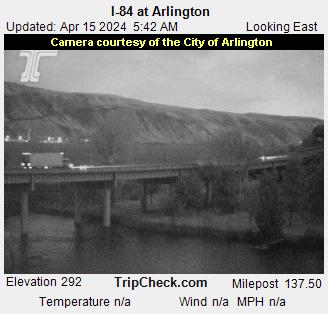 I-84 at Arlington
Updated: Apr 15 2024 5:42 AM Looking East
Camera courtesy of the City of Arlington
Elevation 292 TripCheck.com Milepost 137.50
Temperature n/a Wind n/a MPH n/a